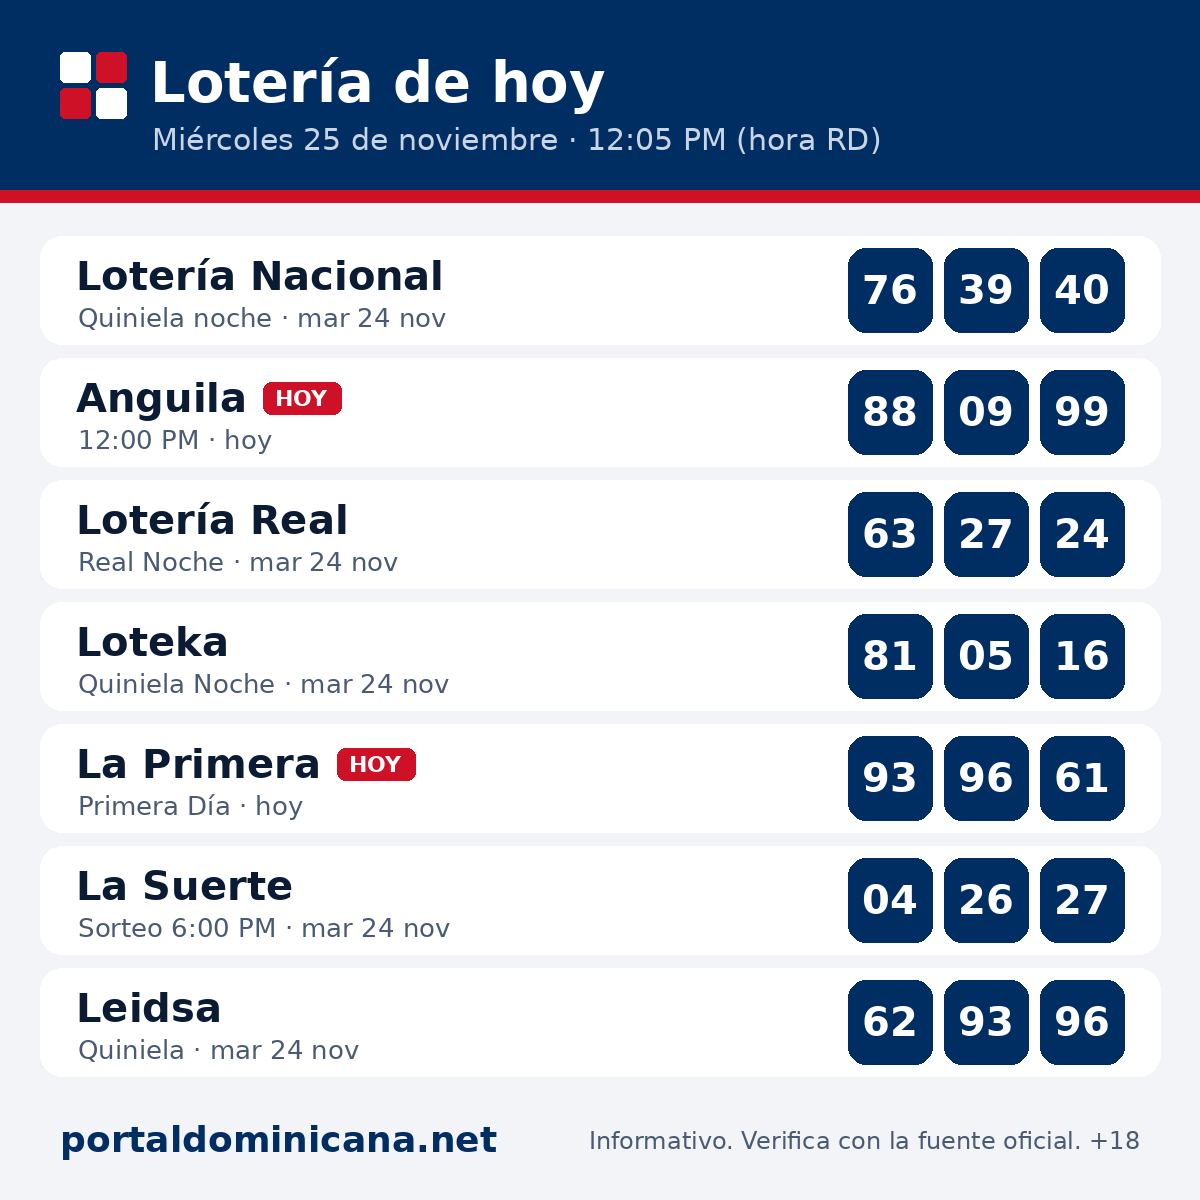 Lotería de hoy
Miércoles 25 de noviembre · 12:05 PM (hora RD)
Lotería Nacional
Quiniela noche · mar 24 nov
76 39 40
Anguila HOY
12:00 PM · hoy
88 09 99
Lotería Real
Real Noche · mar 24 nov
63 27 24
Loteka
Quiniela Noche · mar 24 nov
81 05 16
La Primera HOY
Primera Día · hoy
93 96 61
La Suerte
Sorteo 6:00 PM · mar 24 nov
04 26 27
Leidsa
Quiniela · mar 24 nov
62 93 96
portaldominicana.net
Informativo. Verifica con la fuente oficial. +18